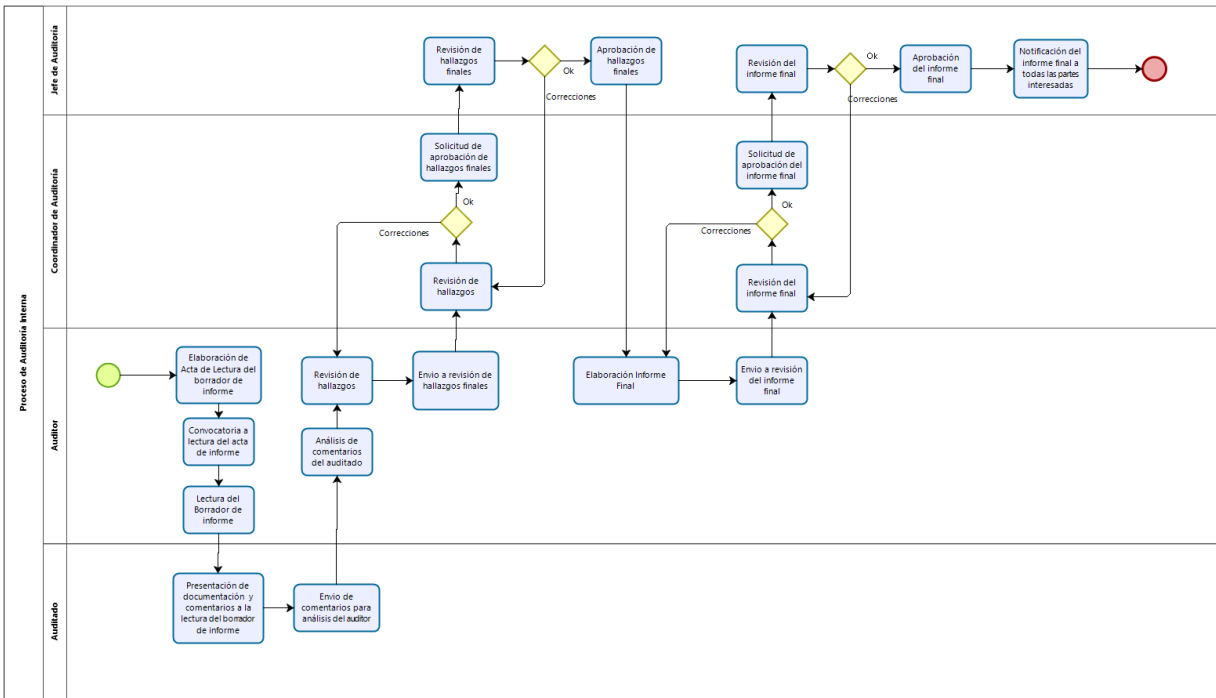 Proceso de Auditoría Interna
Jefe de Auditoría
Revisión de
hallazgos
finales
Ok
Correcciones
Aprobación de
hallazgos
finales
Revisión del
informe final
Ok
Correcciones
Aprobación
del informe
final
Notificación del
informe final a
todas las partes
interesadas
Coordinador de Auditoría
Solicitud de
aprobación de
hallazgos finales
Ok
Correcciones
Revisión de
hallazgos
Solicitud de
aprobación del
informe final
Ok
Correcciones
Revisión del
informe final
Auditor
Elaboración de
Acta de Lectura del
borrador de
informe
Convocatoria a
lectura del acta
de informe
Lectura del
Borrador de
informe
Revisión de
hallazgos
Análisis de
comentarios
del auditado
Envio a revisión de
hallazgos finales
Elaboración Informe
Final
Envio a revisión
del informe
final
Auditado
Presentación de
documentación y
comentarios a la
lectura del borrador
de informe
Envio de
comentarios para
análisis del auditor